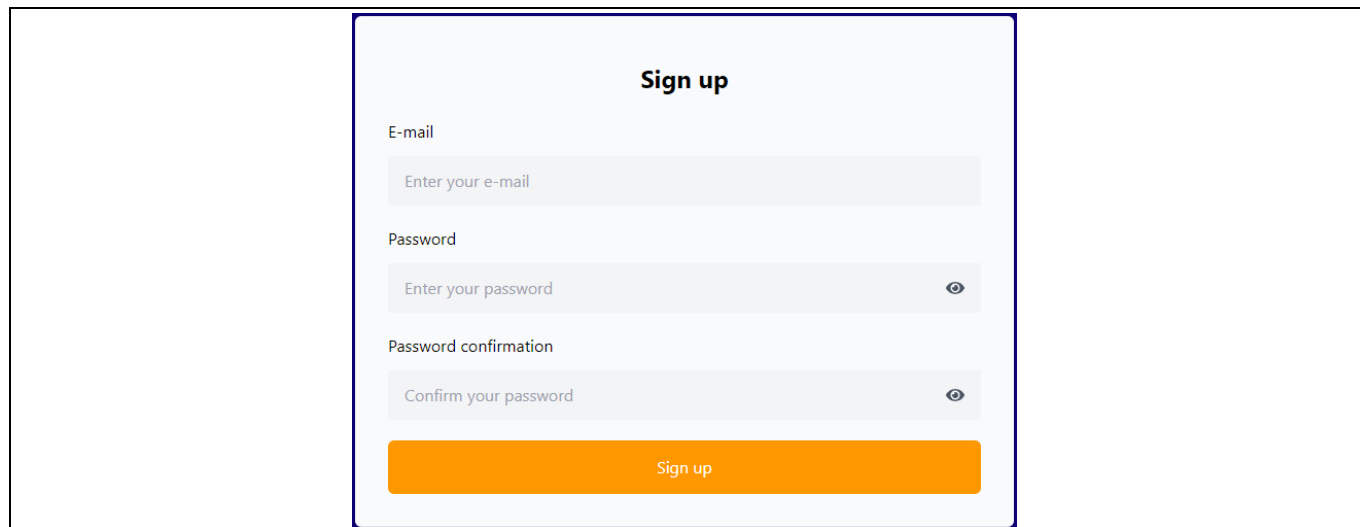 Sign up
E-mail
Enter your e-mail
Password
Enter your password
Password confirmation
Confirm your password
Sign up